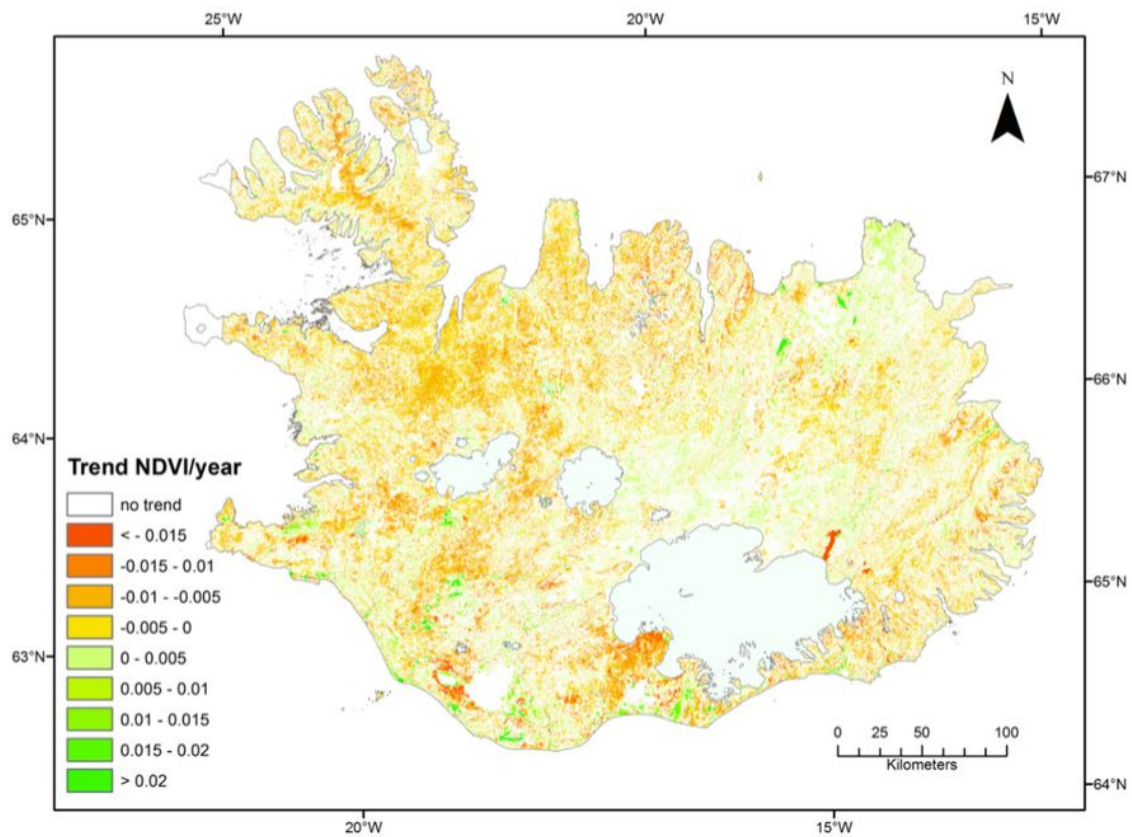 25°W 20°W 15°W
N
67°N
65°N
66°N
64°N
Trend NDVI/year
no trend
< - 0.015
-0.015 - 0.01
-0.01 - -0.005
-0.005 - 0
0 - 0.005
0.005 - 0.01
0.01 - 0.015
0.015 - 0.02
> 0.02
65°N
63°N
0 25 50 100
Kilometers
64°N
20°W 15°W